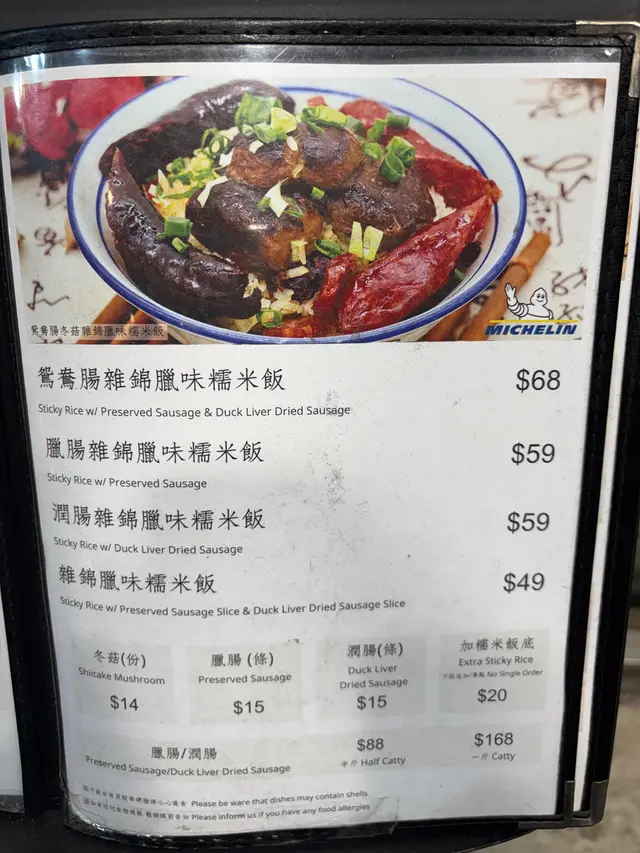 鴛鴦腸冬菇雜錦臘味糯米飯
MICHELIN
鴛鴦腸雜錦臘味糯米飯 $68
Sticky Rice w/ Preserved Sausage & Duck Liver Dried Sausage
臘腸雜錦臘味糯米飯 $59
Sticky Rice w/ Preserved Sausage
潤腸雜錦臘味糯米飯 $59
Sticky Rice w/ Duck Liver Dried Sausage
雜錦臘味糯米飯 $49
Sticky Rice w/ Preserved Sausage Slice & Duck Liver Dried Sausage Slice
冬菇(份)
Shiitake Mushroom
$14
臘腸 (條)
Preserved Sausage
$15
潤腸(條)
Duck Liver
Dried Sausage
$15
加糯米飯底
Extra Sticky Rice
No Single Order
$20
臘腸/潤腸
Preserved Sausage/Duck Liver Dried Sausage
$88
半斤 Half Catty
$168
一斤 Catty
Please be ware that dishes may contain shells
Please inform us if you have any food allergies